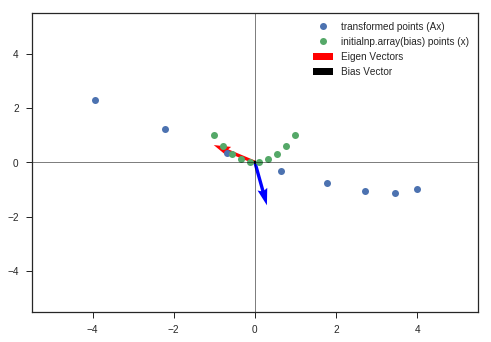 transformed points (Ax)
initialnp.array(bias) points (x)
Eigen Vectors
Bias Vector
4
2
0
−2
−4
−4
−2
0
2
4